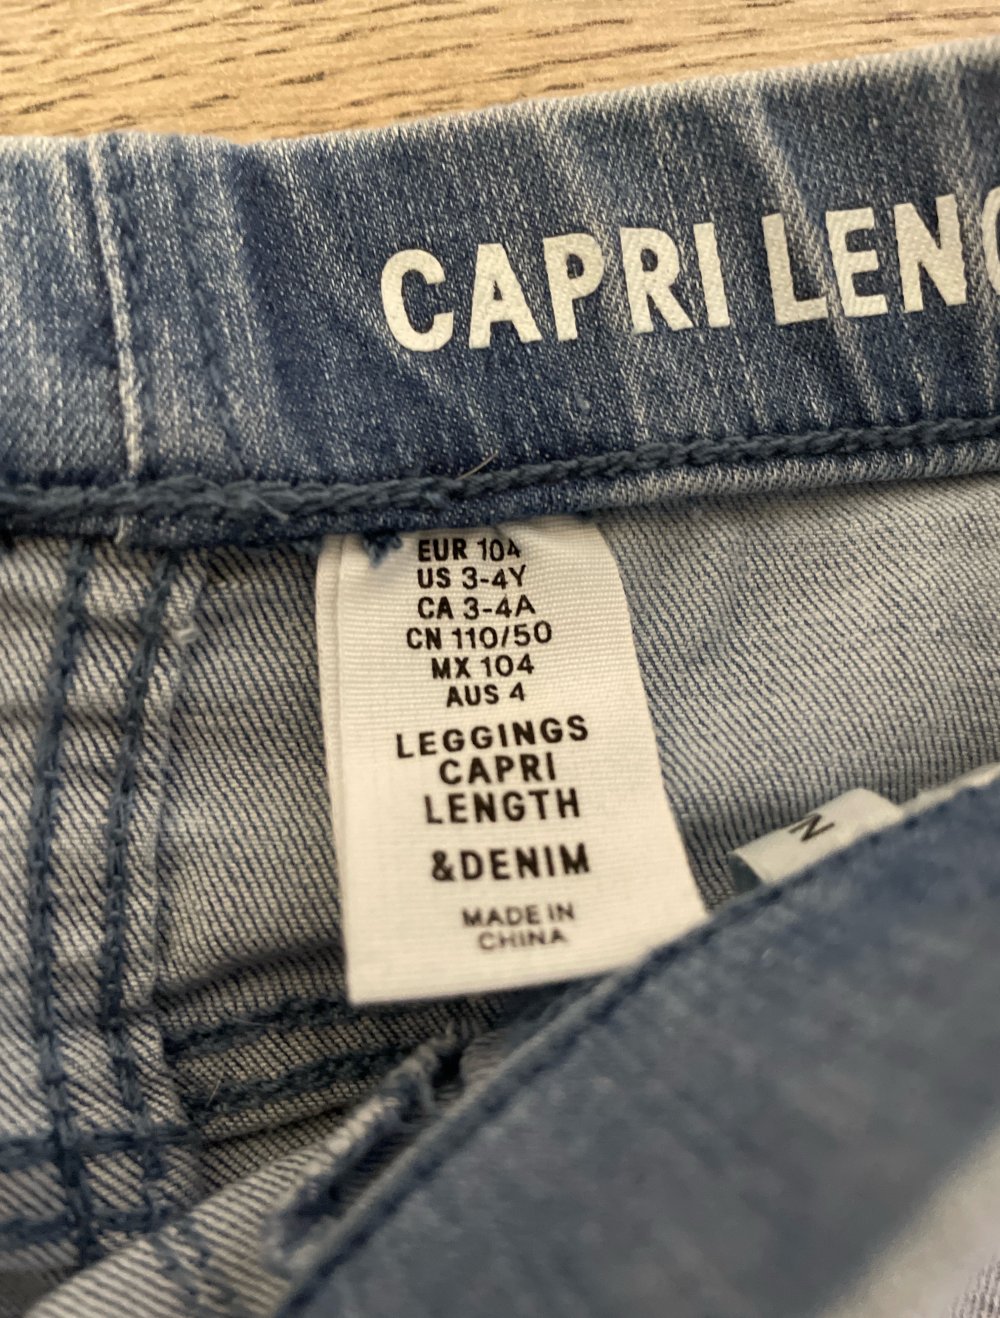 CAPRI LENG
EUR 104
US 3-4Y
CA 3-4A
CN 110/50
MX 104
AUS 4
LEGGINGS
CAPRI
LENGTH
&DENIM
MADE IN
CHINA